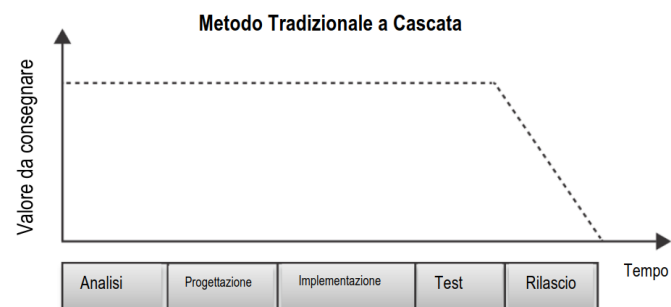 Metodo Tradizionale a Cascata
Valore da consegnare
Tempo
Analisi
Progettazione
Implementazione
Test
Rilascio